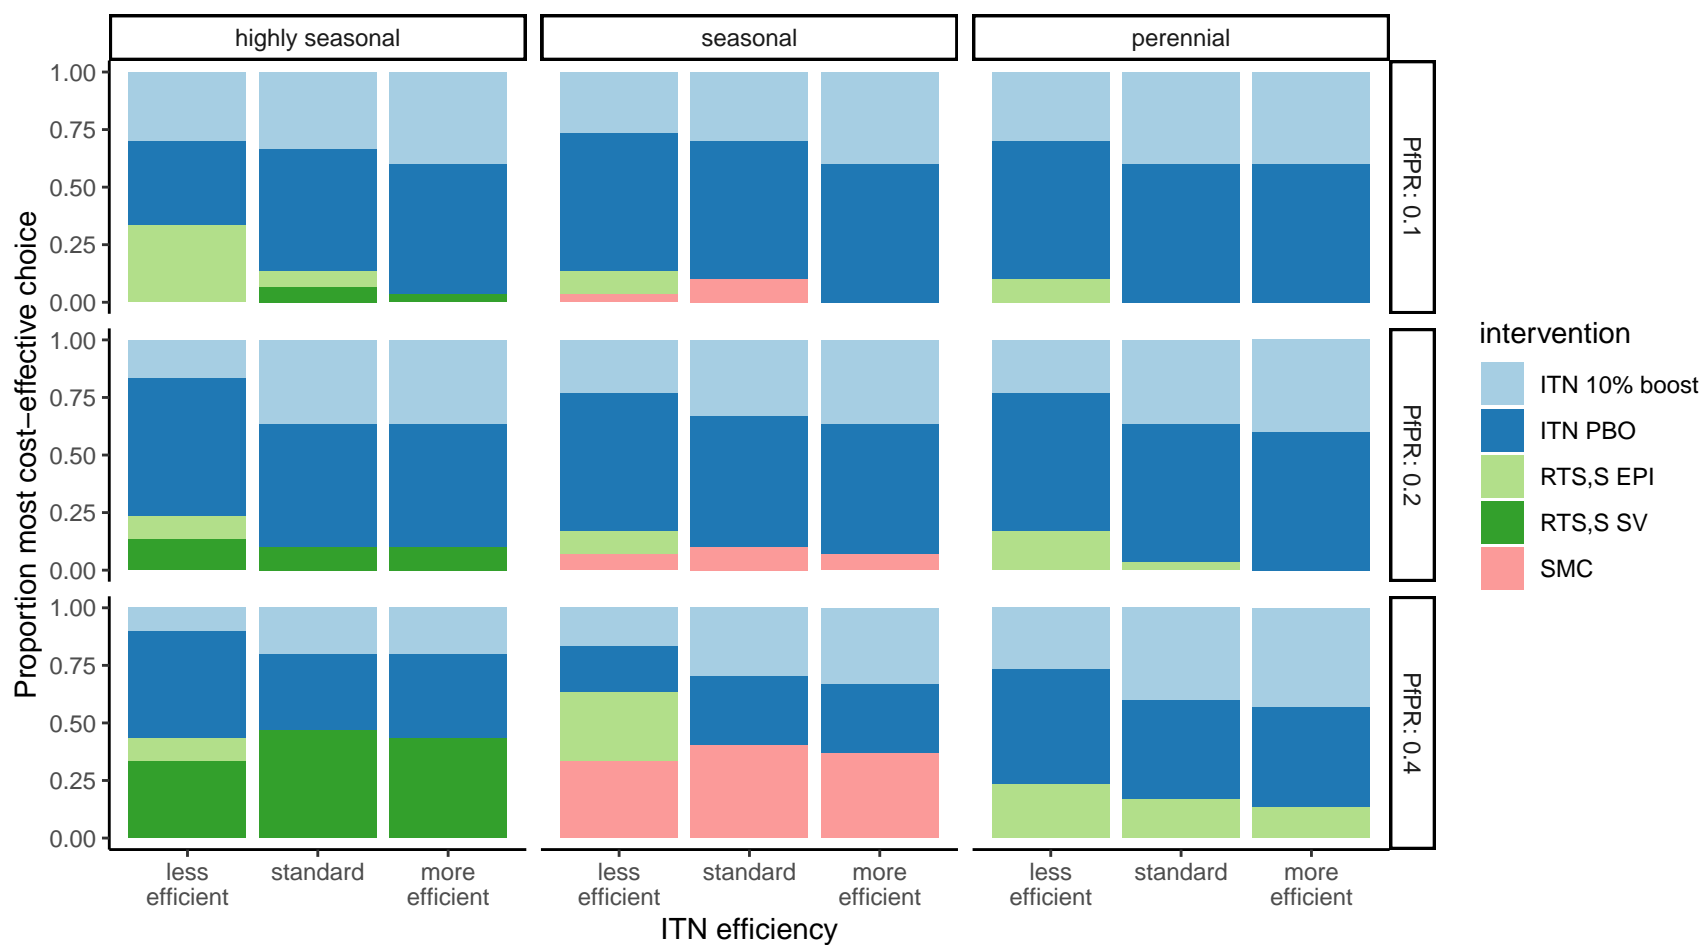 highly seasonal
seasonal
perennial
1.00
0.75
0.50
0.25
0.00
PfPR: 0.1
1.00
0.75
0.50
0.25
0.00
PfPR: 0.2
1.00
0.75
0.50
0.25
0.00
PfPR: 0.4
Proportion most cost−effective choice
less
efficient
standard
more
efficient
less
efficient
standard
more
efficient
less
efficient
standard
more
efficient
ITN efficiency
intervention
ITN 10% boost
ITN PBO
RTS,S EPI
RTS,S SV
SMC